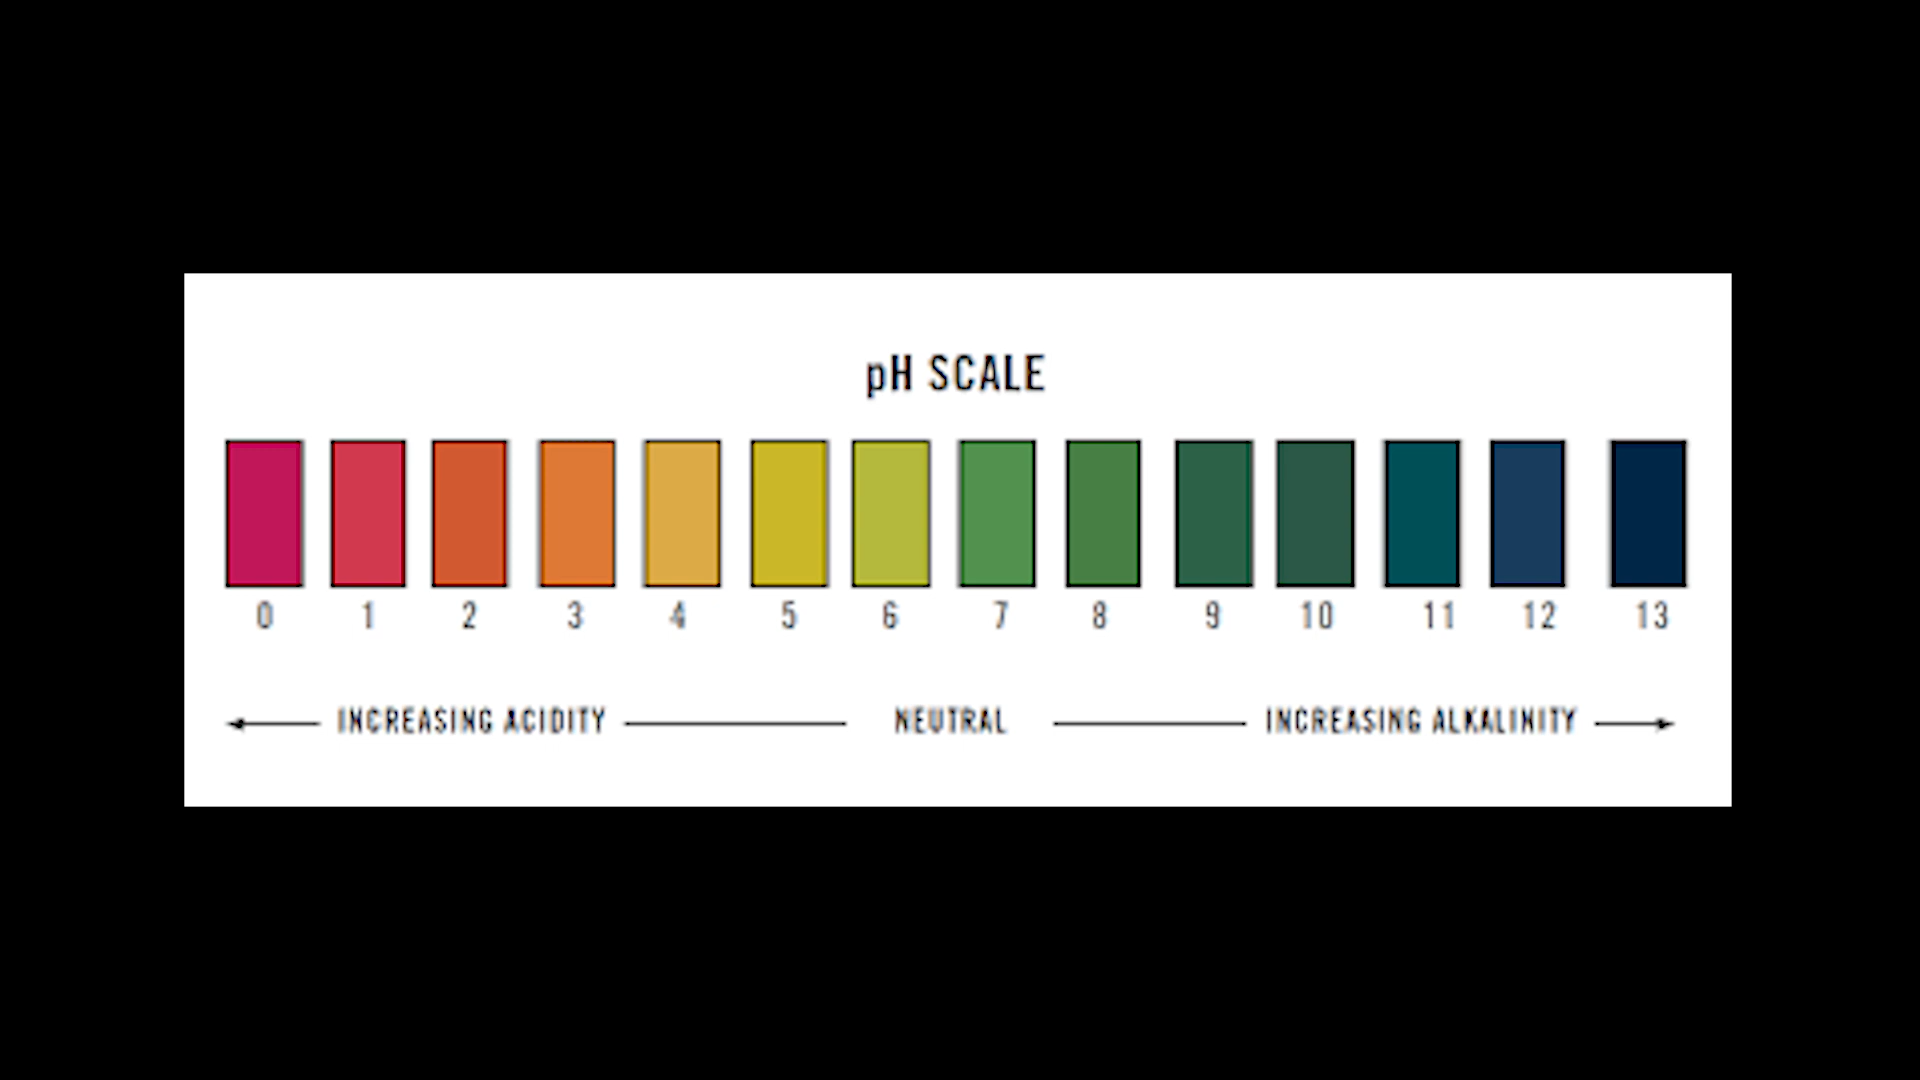 pH SCALE
0 1 2 3 4 5 6 7 8 9 10 11 12 13
INCREASING ACIDITY NEUTRAL INCREASING ALKALINITY